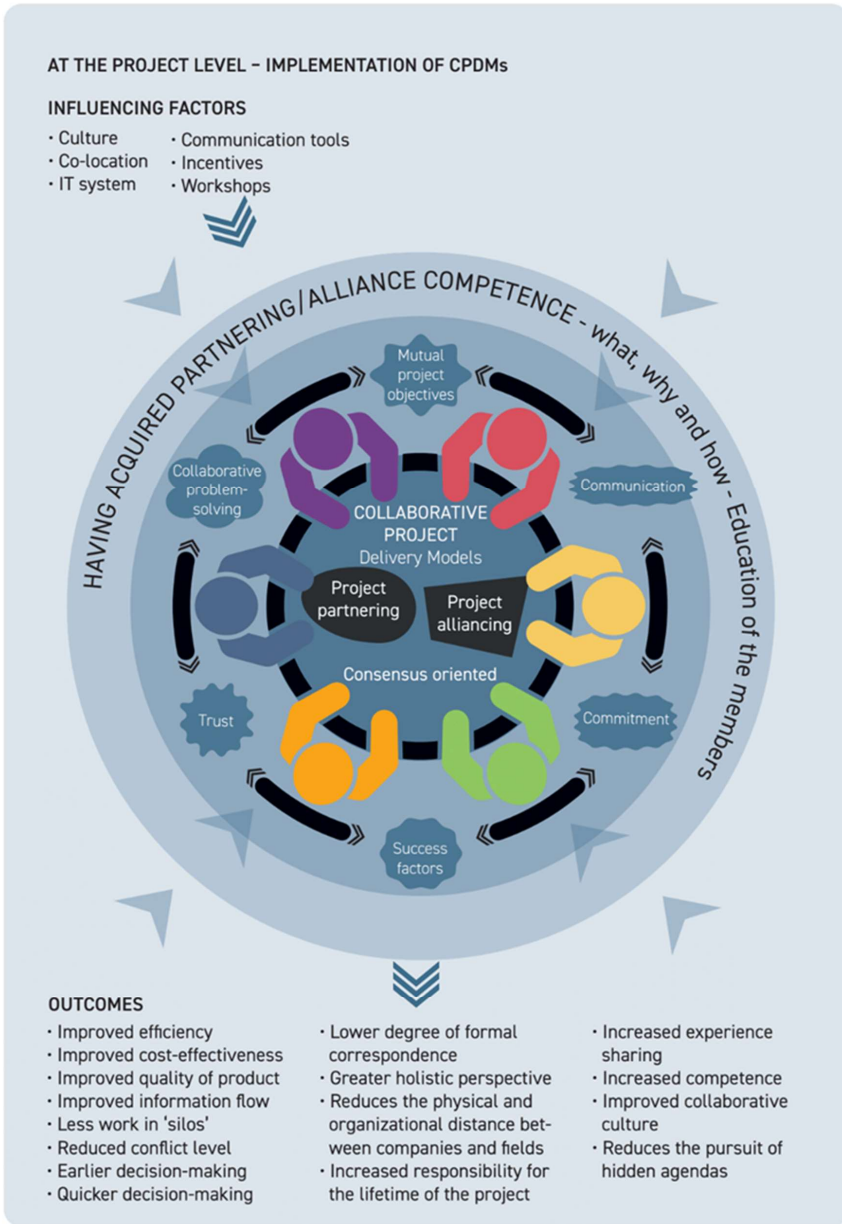 AT THE PROJECT LEVEL – IMPLEMENTATION OF CPDMs
INFLUENCING FACTORS
· Culture
· Co-location
· IT system
· Communication tools
· Incentives
· Workshops
HAVING ACQUIRED PARTNERING/ALLIANCE COMPETENCE - what, why and how - Education of the members
Mutual
project
objectives
Collaborative
problem-
solving
Communication
COLLABORATIVE
PROJECT
Delivery Models
Project
partnering
Project
alliancing
Consensus oriented
Trust
Commitment
Success
factors
OUTCOMES
· Improved efficiency
· Improved cost-effectiveness
· Improved quality of product
· Improved information flow
· Less work in ‘silos’
· Reduced conflict level
· Earlier decision-making
· Quicker decision-making
· Lower degree of formal
correspondence
· Greater holistic perspective
· Reduces the physical and
organizational distance bet-
ween companies and fields
· Increased responsibility for
the lifetime of the project
· Increased experience
sharing
· Increased competence
· Improved collaborative
culture
· Reduces the pursuit of
hidden agendas